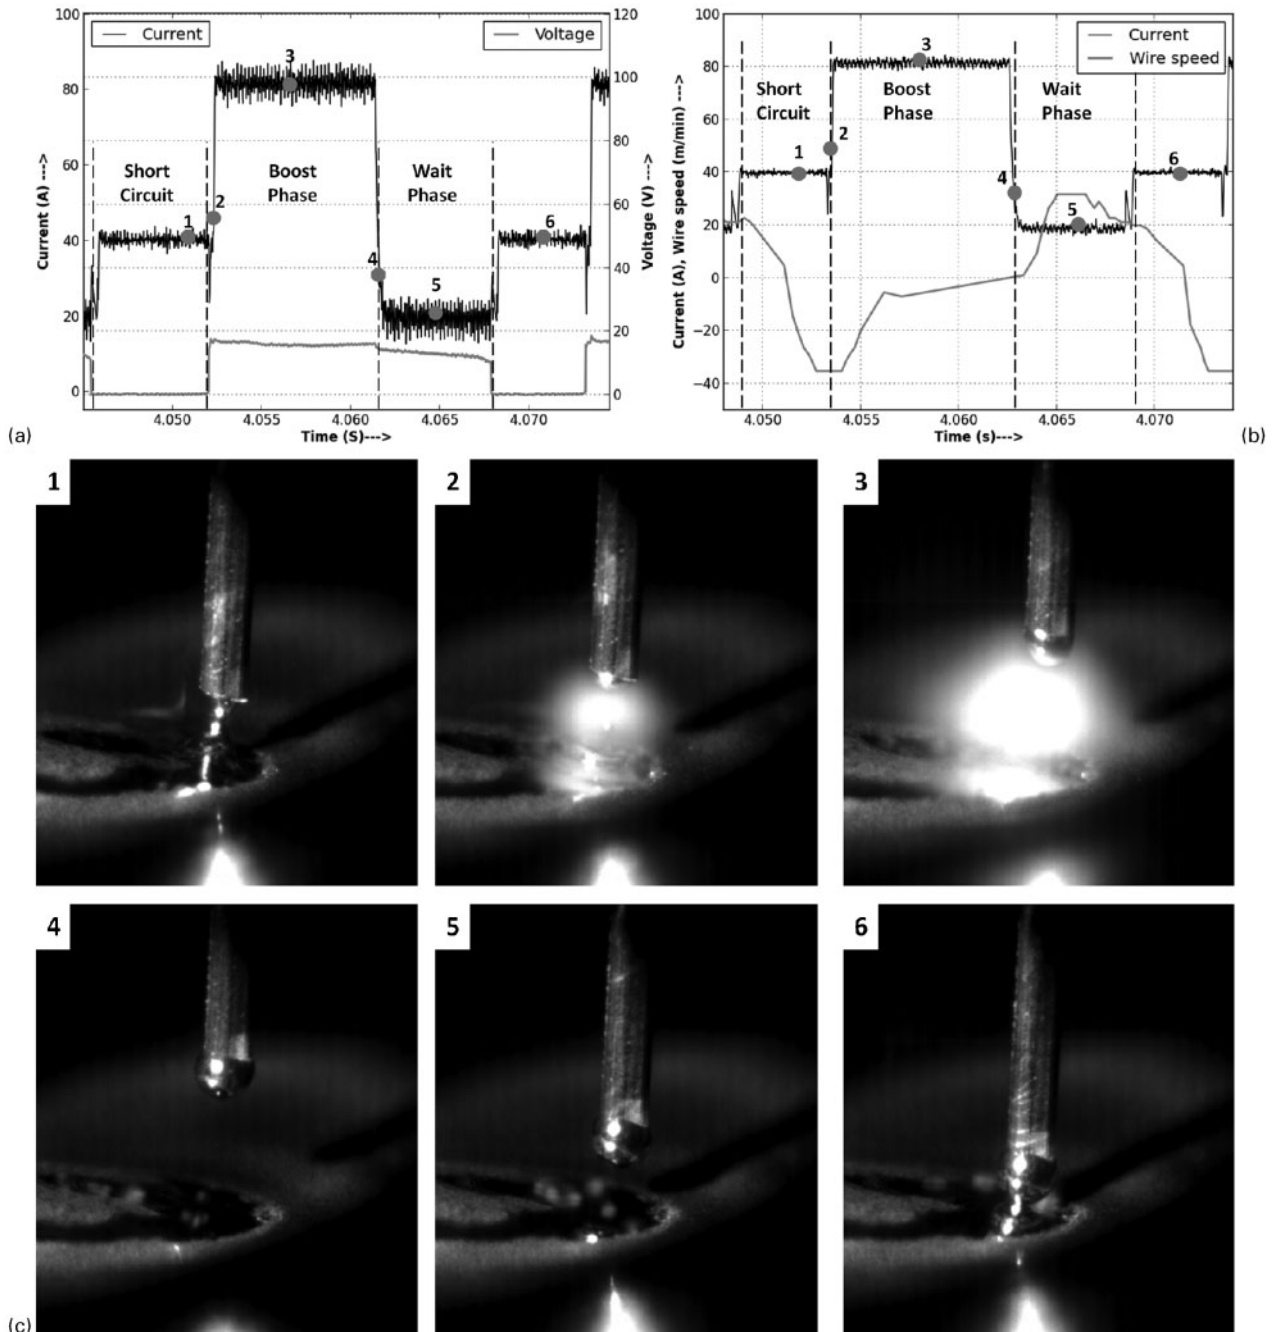 100
80
60
40
20
0
Current (A) --->
Current
Voltage
120
100
80
60
40
20
0
Voltage (V) --->
Short
Circuit
Boost
Phase
Wait
Phase
1
2
3
4
5
6
4.050
4.055
4.060
4.065
4.070
Time (S)--->
(a)
100
80
60
40
20
0
−20
−40
Current (A), Wire speed (m/min) --->
Current
Wire speed
Short
Circuit
Boost
Phase
Wait
Phase
1
2
3
4
5
6
4.050
4.055
4.060
4.065
4.070
Time (s)--->
(b)
1
2
3
4
5
6
(c)